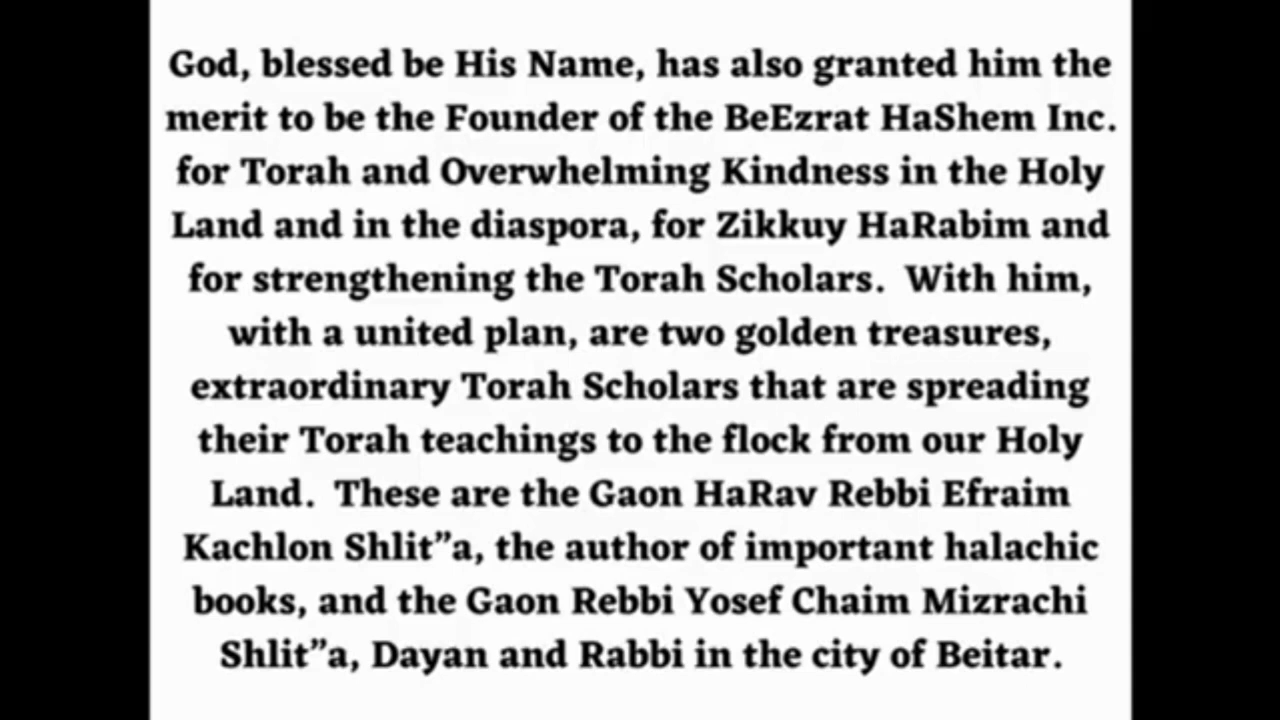 God, blessed be His Name, has also granted him the
merit to be the Founder of the BeEzrat HaShem Inc.
for Torah and Overwhelming Kindness in the Holy
Land and in the diaspora, for Zikkuy HaRabim and
for strengthening the Torah Scholars.  With him,
with a united plan, are two golden treasures,
extraordinary Torah Scholars that are spreading
their Torah teachings to the flock from our Holy
Land.  These are the Gaon HaRav Rebbi Efraim
Kachlon Shlit”a, the author of important halachic
books, and the Gaon Rebbi Yosef Chaim Mizrachi
Shlit”a, Dayan and Rabbi in the city of Beitar.